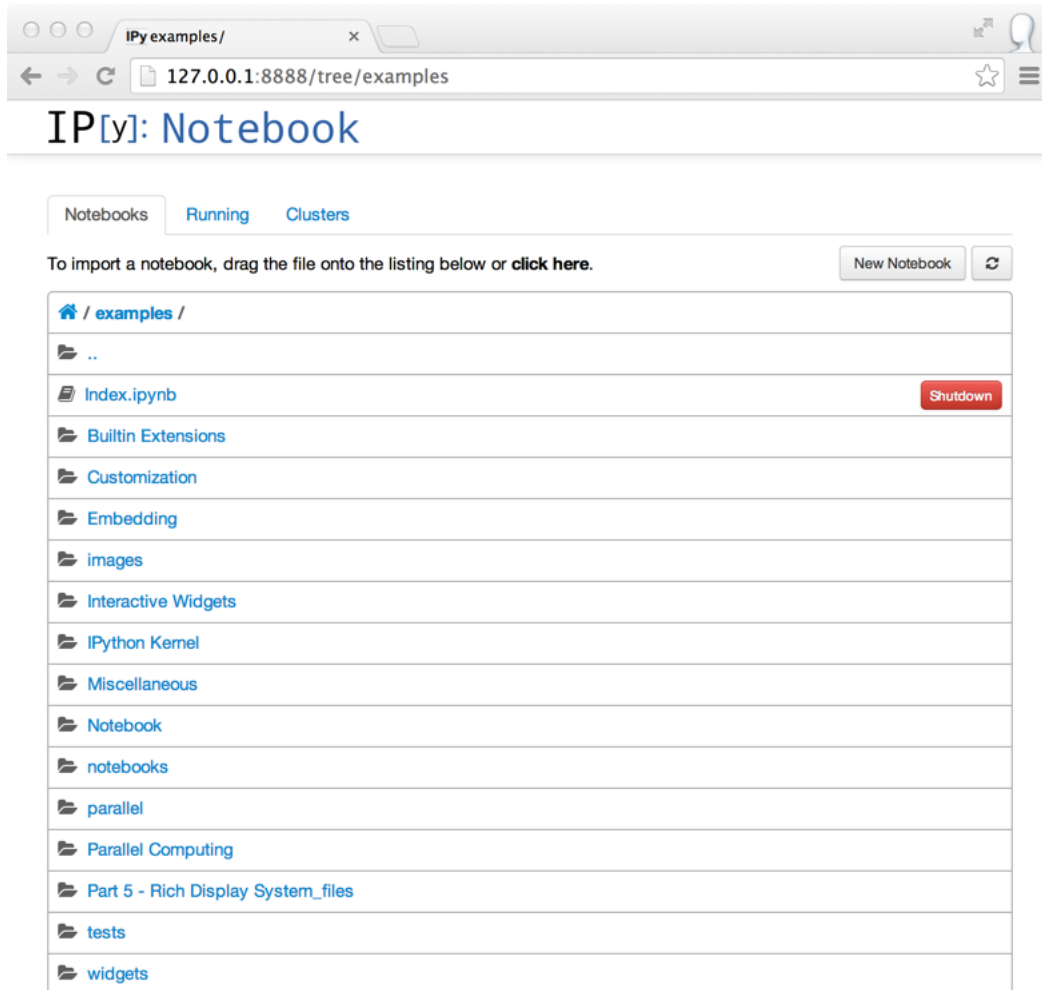 IPy examples/
127.0.0.1:8888/tree/examples
IP[y]: Notebook
Notebooks Running Clusters
To import a notebook, drag the file onto the listing below or click here. New Notebook
/ examples /
..
Index.ipynb Shutdown
Builtin Extensions
Customization
Embedding
images
Interactive Widgets
IPython Kernel
Miscellaneous
Notebook
notebooks
parallel
Parallel Computing
Part 5 - Rich Display System_files
tests
widgets